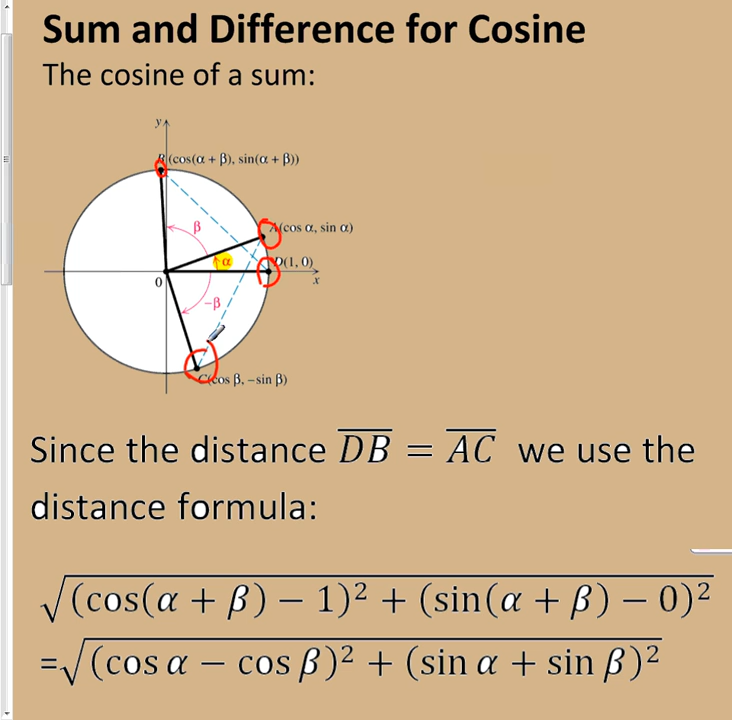 Sum and Difference for Cosine
The cosine of a sum:
y
B(cos(α + β), sin(α + β))
β
A(cos α, sin α)
α
D(1, 0)
0
x
−β
C(cos β, −sin β)
Since the distance D̅B̅ = A̅C̅ we use the
distance formula:
√(cos(α + β) − 1)² + (sin(α + β) − 0)²
=√(cos α − cos β)² + (sin α + sin β)²